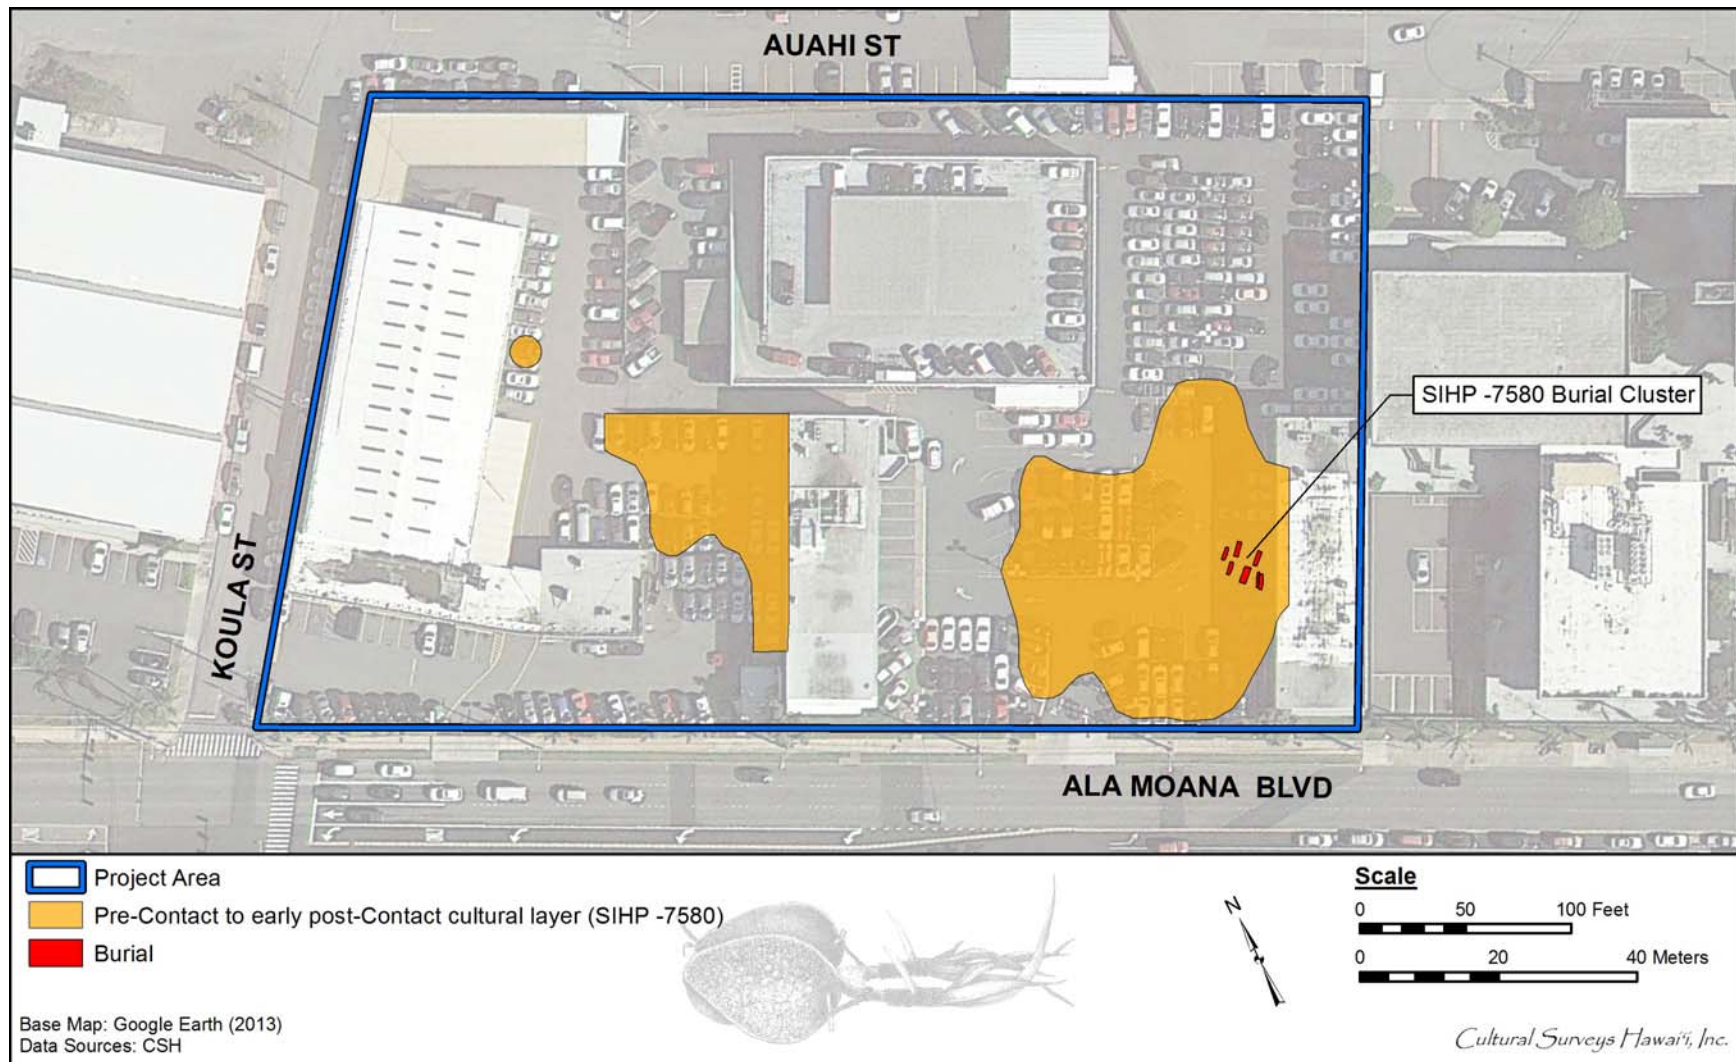 AUAHI ST
SIHP -7580 Burial Cluster
KOULA ST
ALA MOANA BLVD
Project Area
Pre-Contact to early post-Contact cultural layer (SIHP -7580)
Burial
Base Map: Google Earth (2013)
Data Sources: CSH
N
Scale
0 50 100 Feet
0 20 40 Meters
Cultural Surveys Hawaiʻi, Inc.